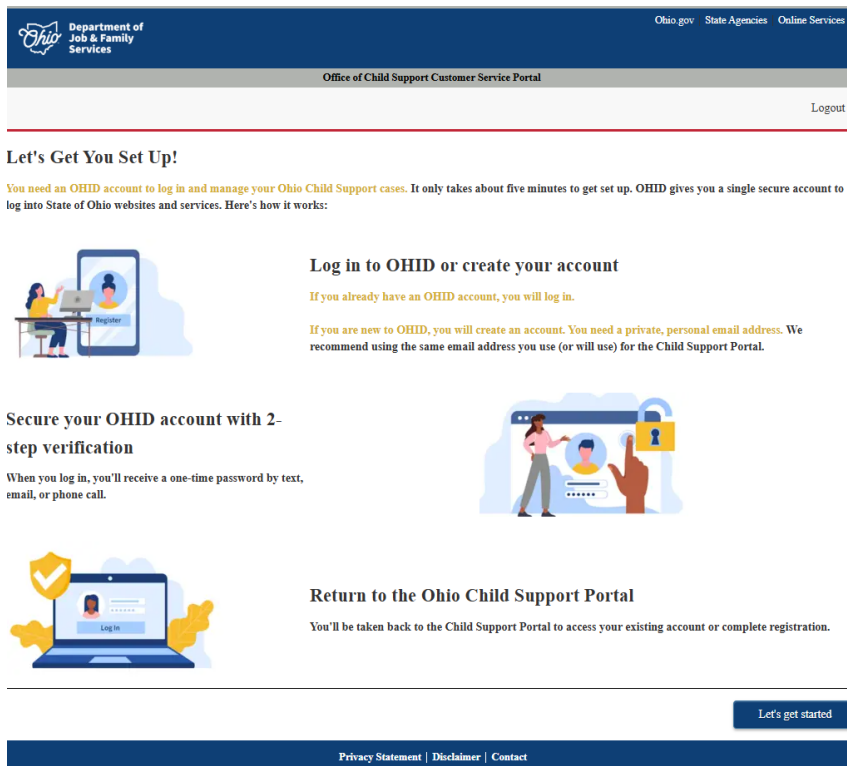 Ohio
Department of
Job & Family
Services
Ohio.gov State Agencies Online Services
Office of Child Support Customer Service Portal
Logout
Let's Get You Set Up!
You need an OHID account to log in and manage your Ohio Child Support cases. It only takes about five minutes to get set up. OHID gives you a single secure account to
log into State of Ohio websites and services. Here's how it works:
Register
Log in to OHID or create your account
If you already have an OHID account, you will log in.
If you are new to OHID, you will create an account. You need a private, personal email address. We
recommend using the same email address you use (or will use) for the Child Support Portal.
Secure your OHID account with 2-
step verification
When you log in, you'll receive a one-time password by text,
email, or phone call.
Log In
Return to the Ohio Child Support Portal
You'll be taken back to the Child Support Portal to access your existing account or complete registration.
Let's get started
Privacy Statement | Disclaimer | Contact